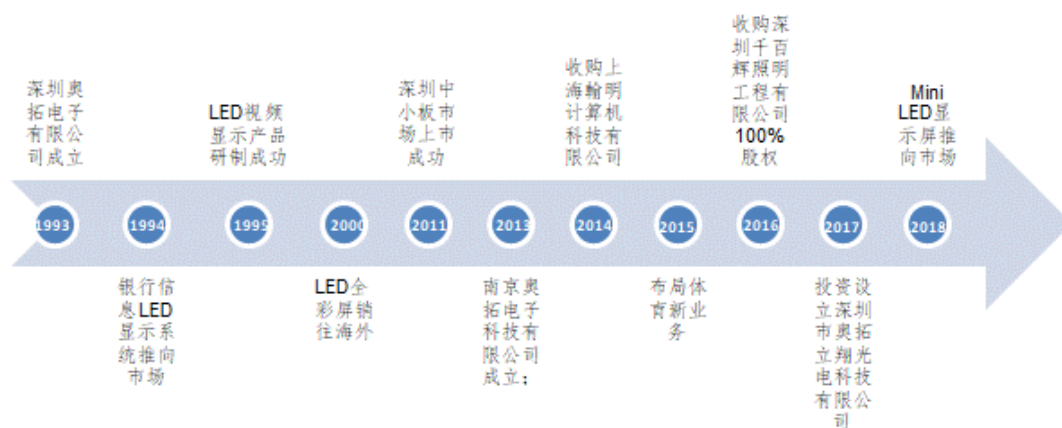 深圳奥
拓电子
有限公
司成立
LED视频
显示产品
研制成功
深圳中
小板市
场上市
成功
收购上
海翰明
计算机
科技有
限公司
收购深
圳千百
辉照明
工程有
限公司
100%
股权
Mini
LED显
示屏推
向市场
1993
1994
1995
2000
2011
2013
2014
2015
2016
2017
2018
银行信
息LED
显示系
统推向
市场
LED全
彩屏销
往海外
南京奥
拓电子
科技有
限公司
成立;
布局体
育新业
务
投资设
立深圳
市奥拓
立翔光
电科技
有限公
司